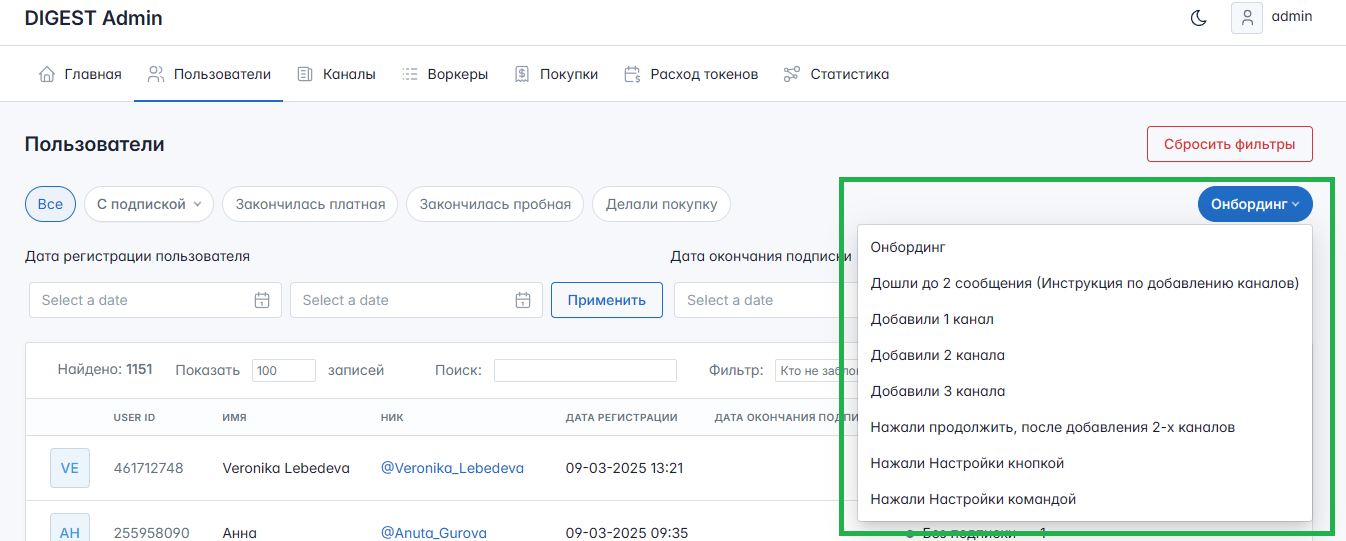 DIGEST Admin
admin
Главная Пользователи Каналы Воркеры Покупки Расход токенов Статистика
Пользователи
Сбросить фильтры
Все С подпиской Закончилась платная Закончилась пробная Делали покупку
Онбординг
Онбординг
Дошли до 2 сообщения (Инструкция по добавлению каналов)
Добавили 1 канал
Добавили 2 канала
Добавили 3 канала
Нажали продолжить, после добавления 2-х каналов
Нажали Настройки кнопкой
Нажали Настройки командой
Дата регистрации пользователя
Дата окончания подписки
Select a date Select a date Применить Select a date
Найдено: 1151 Показать 100 записей Поиск: Фильтр: Кто не
USER ID ИМЯ НИК ДАТА РЕГИСТРАЦИИ ДАТА ОКОНЧАНИЯ
VE 461712748 Veronika Lebedeva @Veronika_Lebedeva 09-03-2025 13:21
АН 255958090 Анна @Anuta_Gurova 09-03-2025 09:35 Без подписки 1